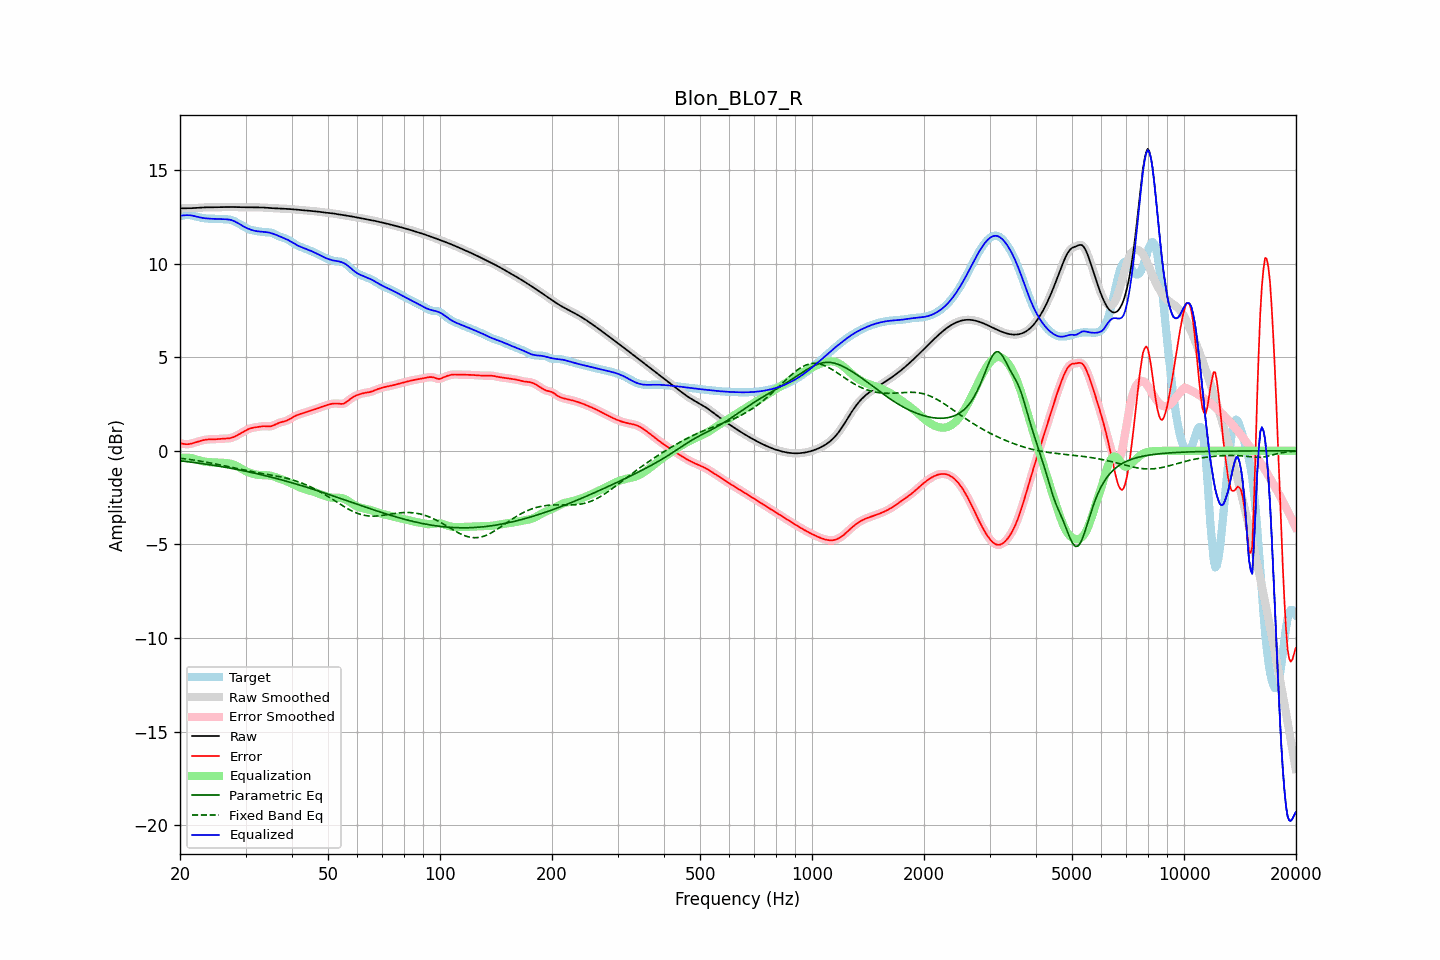 Blon_BL07_R
Amplitude (dBr)
15
10
5
0
−5
−10
−15
−20
Target
Raw Smoothed
Error Smoothed
Raw
Error
Equalization
Parametric Eq
Fixed Band Eq
Equalized
20 50 100 200 500 1000 2000 5000 10000 20000
Frequency (Hz)